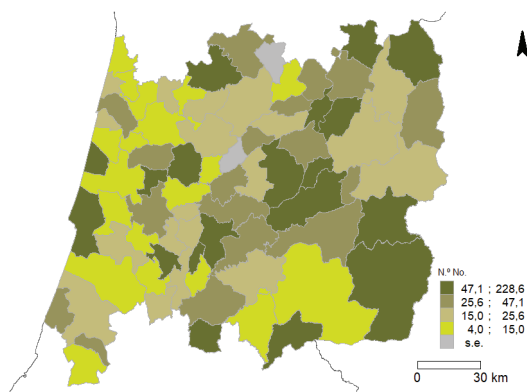 N.º No.
47,1 ; 228,6
25,6 ; 47,1
15,0 ; 25,6
4,0 ; 15,0
s.e.
0 30 km